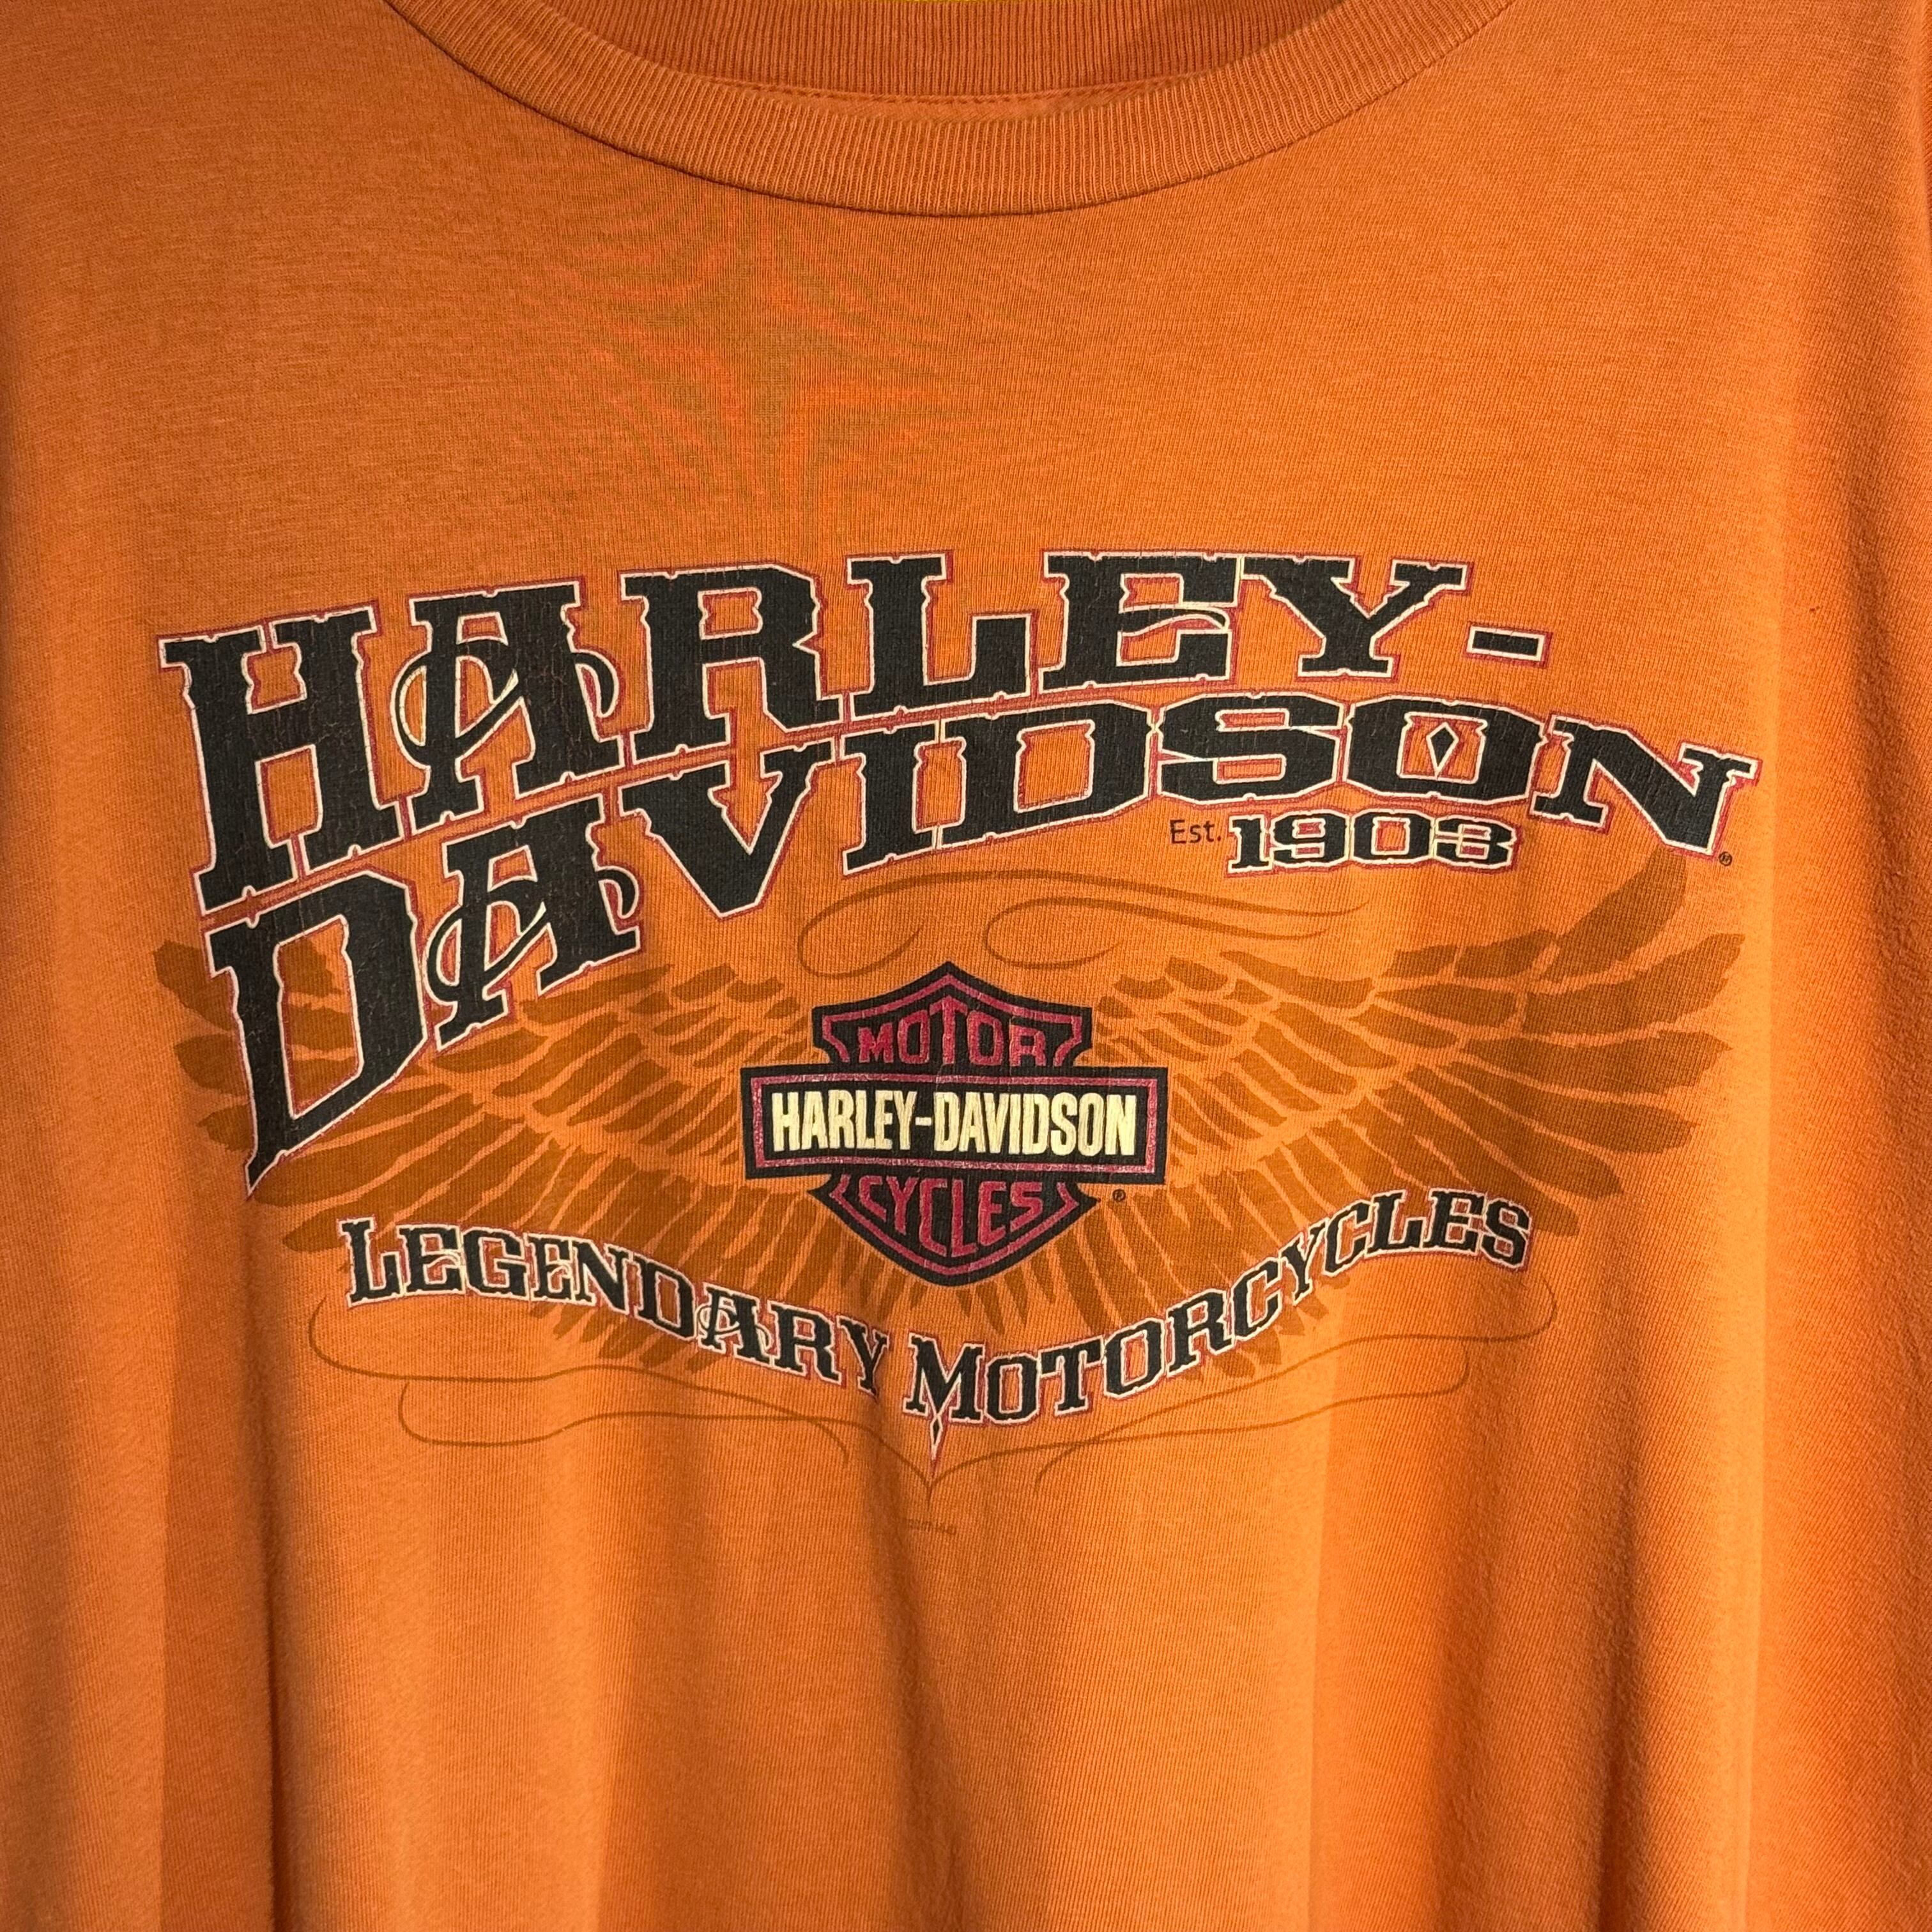 HARLEY-
DAVIDSON®
Est. 1903
MOTOR
HARLEY-DAVIDSON
CYCLES ®
LEGENDARY MOTORCYCLES